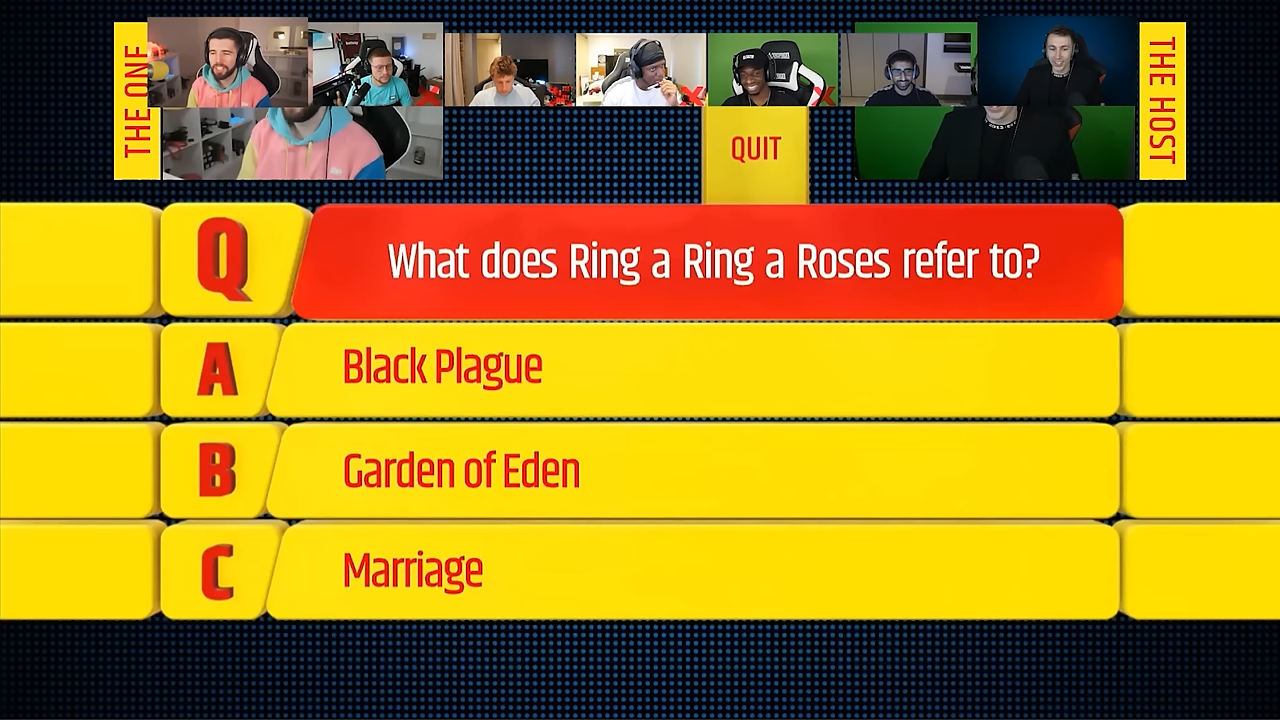 THE ONE
THE HOST
QUIT
Q What does Ring a Ring a Roses refer to?
A Black Plague
B Garden of Eden
C Marriage